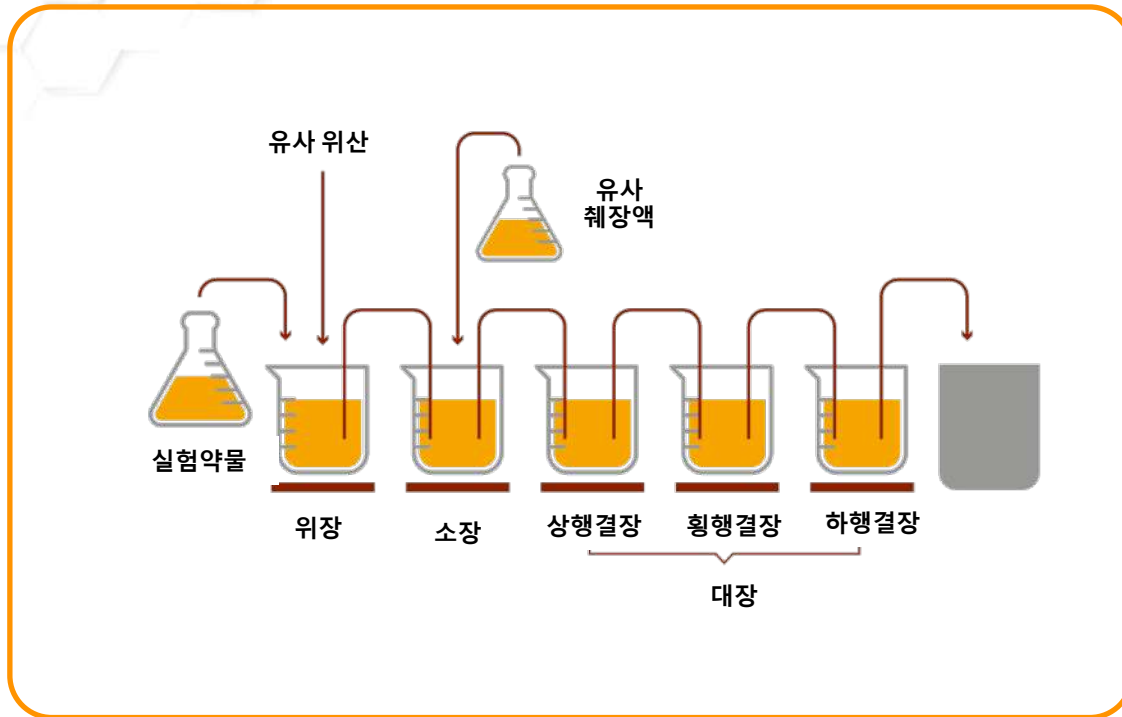 유사 위산
유사
췌장액
실험약물
위장
소장
상행결장
횡행결장
하행결장
대장